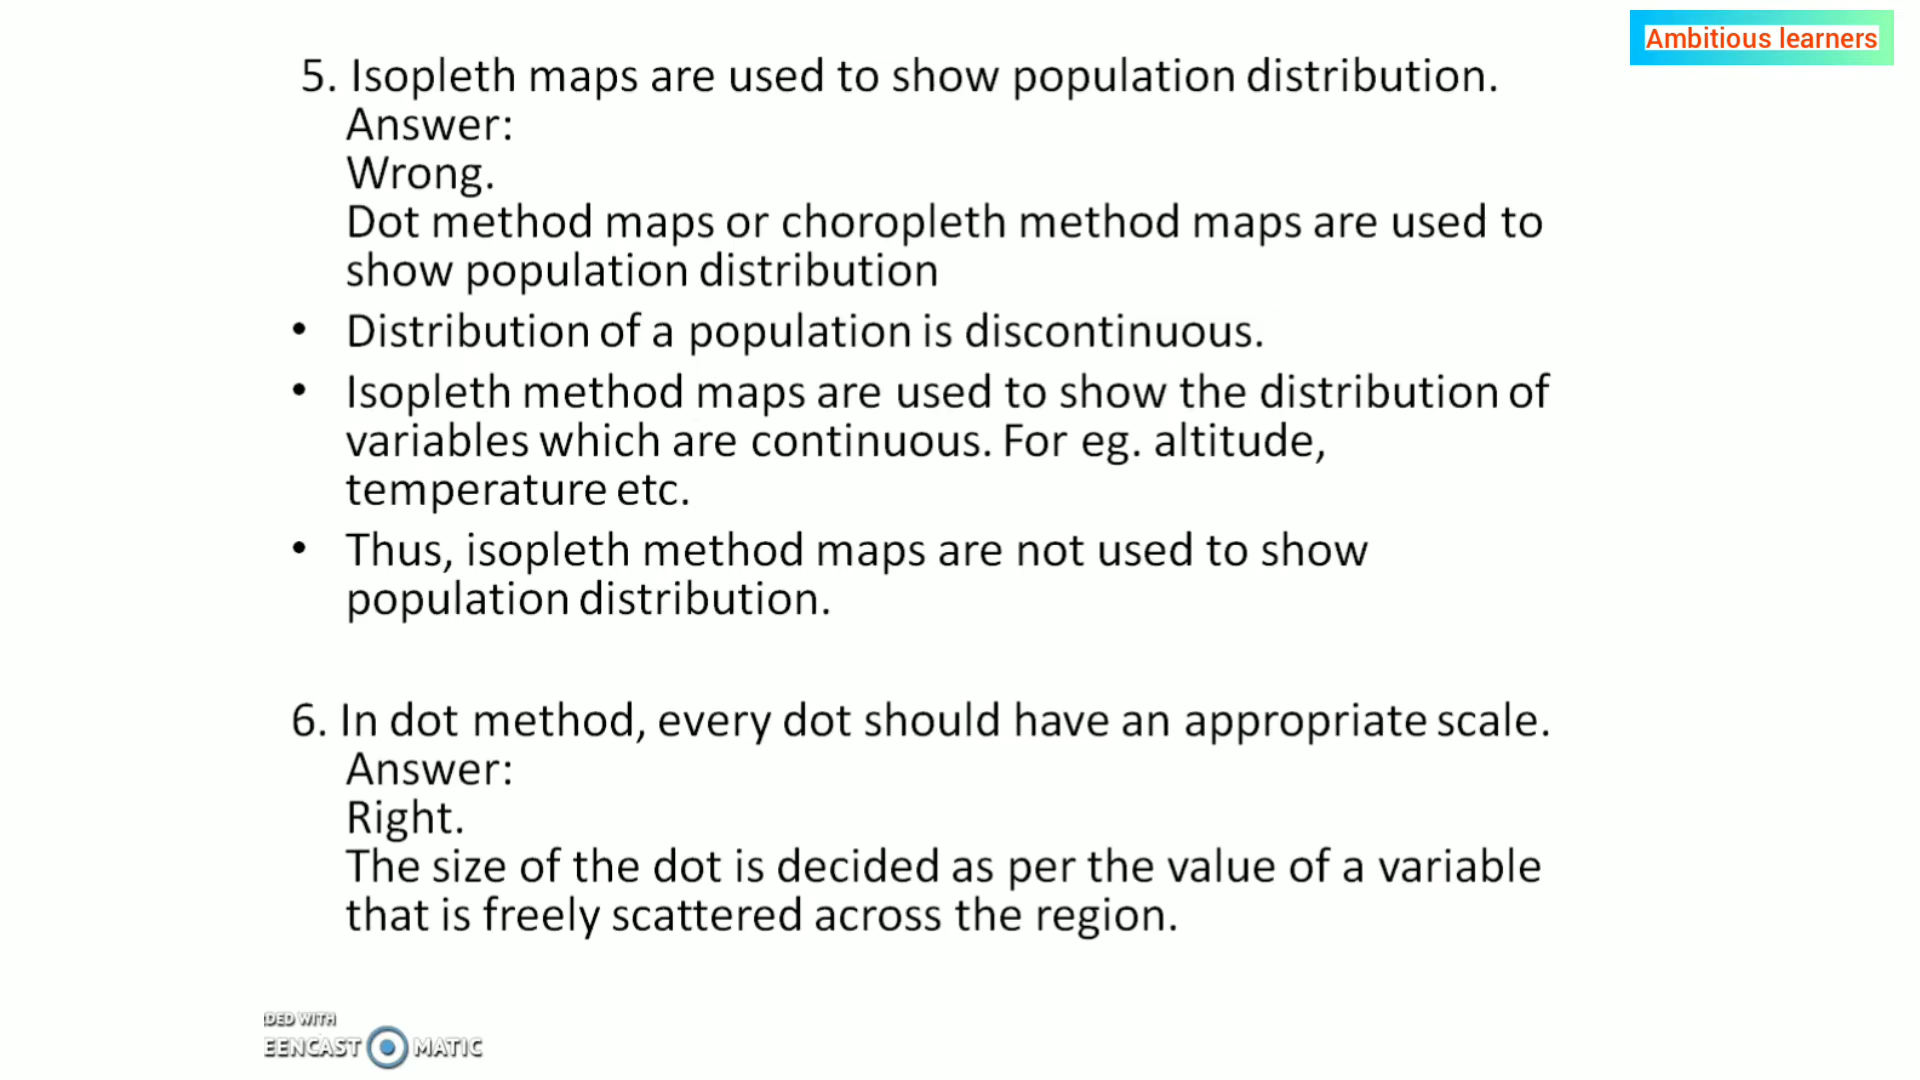 Ambitious learners
5. Isopleth maps are used to show population distribution.
Answer:
Wrong.
Dot method maps or choropleth method maps are used to
show population distribution
• Distribution of a population is discontinuous.
• Isopleth method maps are used to show the distribution of
variables which are continuous. For eg. altitude,
temperature etc.
• Thus, isopleth method maps are not used to show
population distribution.
6. In dot method, every dot should have an appropriate scale.
Answer:
Right.
The size of the dot is decided as per the value of a variable
that is freely scattered across the region.
DED WITH
EENCAST MATIC